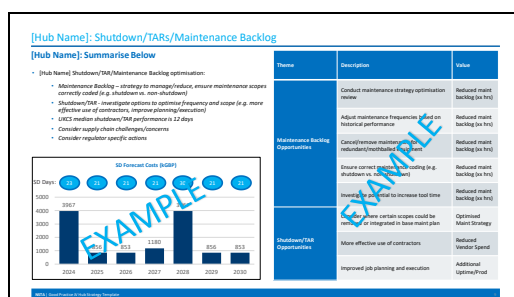 [Hub Name]: Shutdown/TARs/Maintenance Backlog
[Hub Name]: Summarise Below
• [Hub Name] Shutdown/TAR/Maintenance Backlog optimisation:
• Maintenance Backlog – strategy to manage/reduce, ensure maintenance scopes
correctly coded (e.g. shutdown vs. non-shutdown)
• Shutdown/TAR - investigate options to optimise frequency and scope (e.g. more
effective use of contractors, improve planning/execution)
• UKCS median shutdown/TAR performance is 12 days
• Consider supply chain challenges/concerns
• Consider regulator specific actions
SD Forecast Costs (kGBP)
SD Days: 21 21 21 21 21 21
5000
4000
3000
2000
1000
0
3967
856
853
1180
856
853
2024 2025 2026 2027 2028 2029 2030
EXAMPLE
Theme Description Value
Maintenance Backlog
Opportunities
Conduct maintenance strategy optimisation
review
Reduced maint
backlog (xx hrs)
Adjust maintenance frequencies based on
historical performance
Reduced maint
backlog (xx hrs)
Cancel/remove maintenance for
redundant/mothballed equipment
Reduced maint
backlog (xx hrs)
Ensure correct maintenance coding (e.g.
shutdown vs. non-shutdown)
Reduced maint
backlog (xx hrs)
Investigate potential to increase tool time
Reduced maint
backlog (xx hrs)
Shutdown/TAR
Opportunities
Consider where certain scopes could be
removed or integrated in base maint plan
Optimised
Maint Strategy
More effective use of contractors
Reduced
Vendor Spend
Improved job planning and execution
Additional
Uptime/Prod
EXAMPLE
NSTA | Good Practice A: Hub Strategy Template